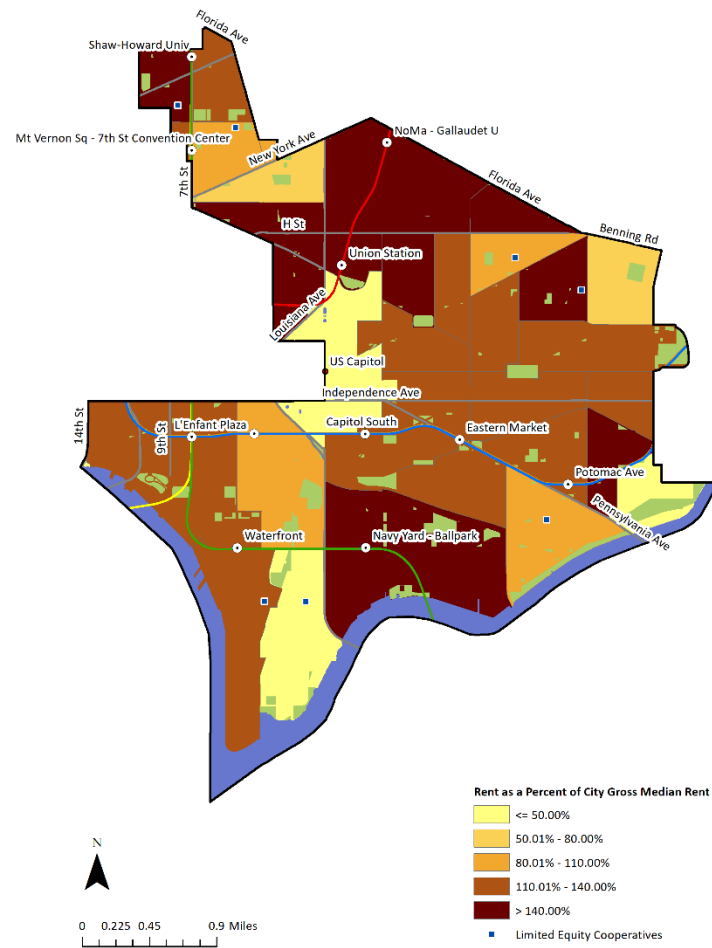 Florida Ave
Shaw-Howard Univ
Mt Vernon Sq - 7th St Convention Center
NoMa - Gallaudet U
New York Ave
7th St
Florida Ave
H St
Benning Rd
Union Station
Louisiana Ave
US Capitol
Independence Ave
14th St
9th St
L'Enfant Plaza
Capitol South
Eastern Market
Potomac Ave
Pennsylvania Ave
Waterfront
Navy Yard - Ballpark
Rent as a Percent of City Gross Median Rent
<= 50.00%
50.01% - 80.00%
80.01% - 110.00%
110.01% - 140.00%
> 140.00%
Limited Equity Cooperatives
N
0 0.225 0.45 0.9 Miles